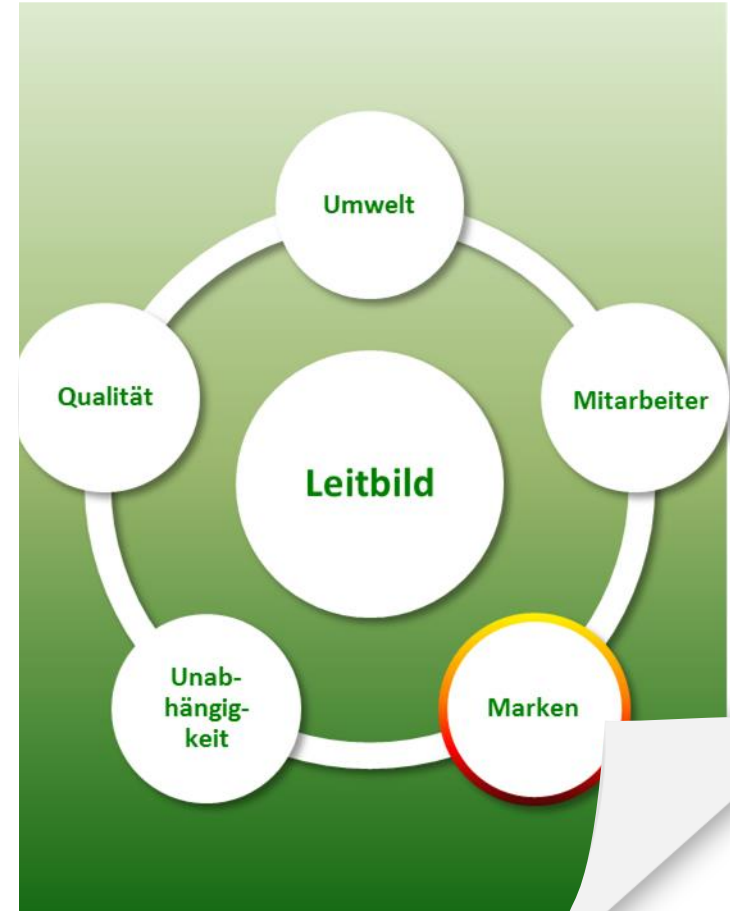 Umwelt
Qualität
Mitarbeiter
Leitbild
Unab-
hängig-
keit
Marken